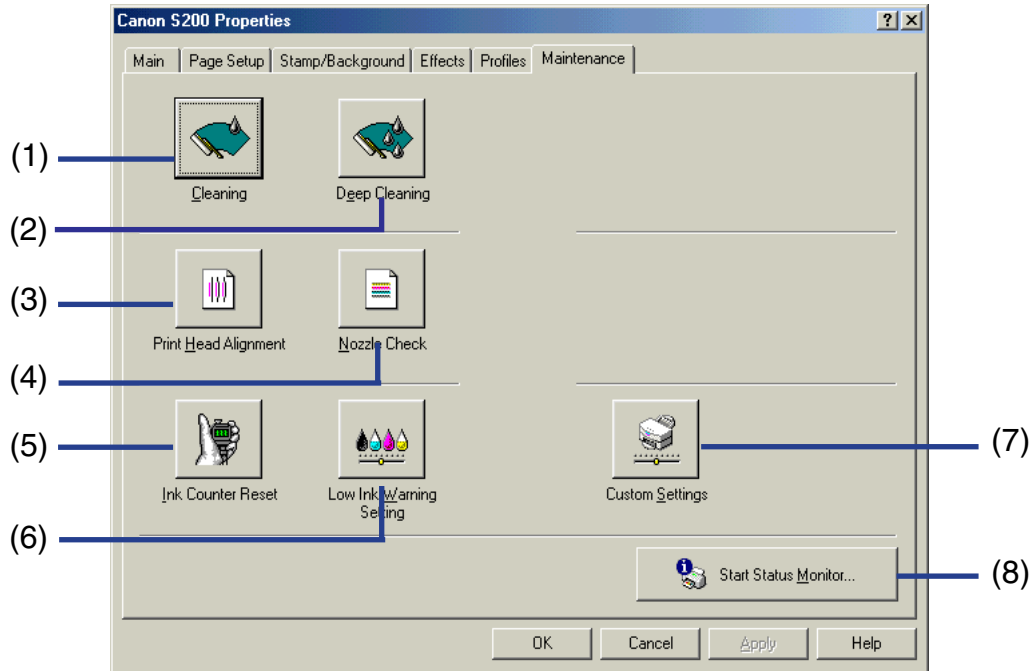 Canon S200 Properties
Main Page Setup Stamp/Background Effects Profiles Maintenance
(1)
Cleaning Deep Cleaning
(2)
(3)
Print Head Alignment Nozzle Check
(4)
(5)
(7)
Ink Counter Reset Low Ink Warning Custom Settings
Setting
(6)
Start Status Monitor...
(8)
OK Cancel Apply Help